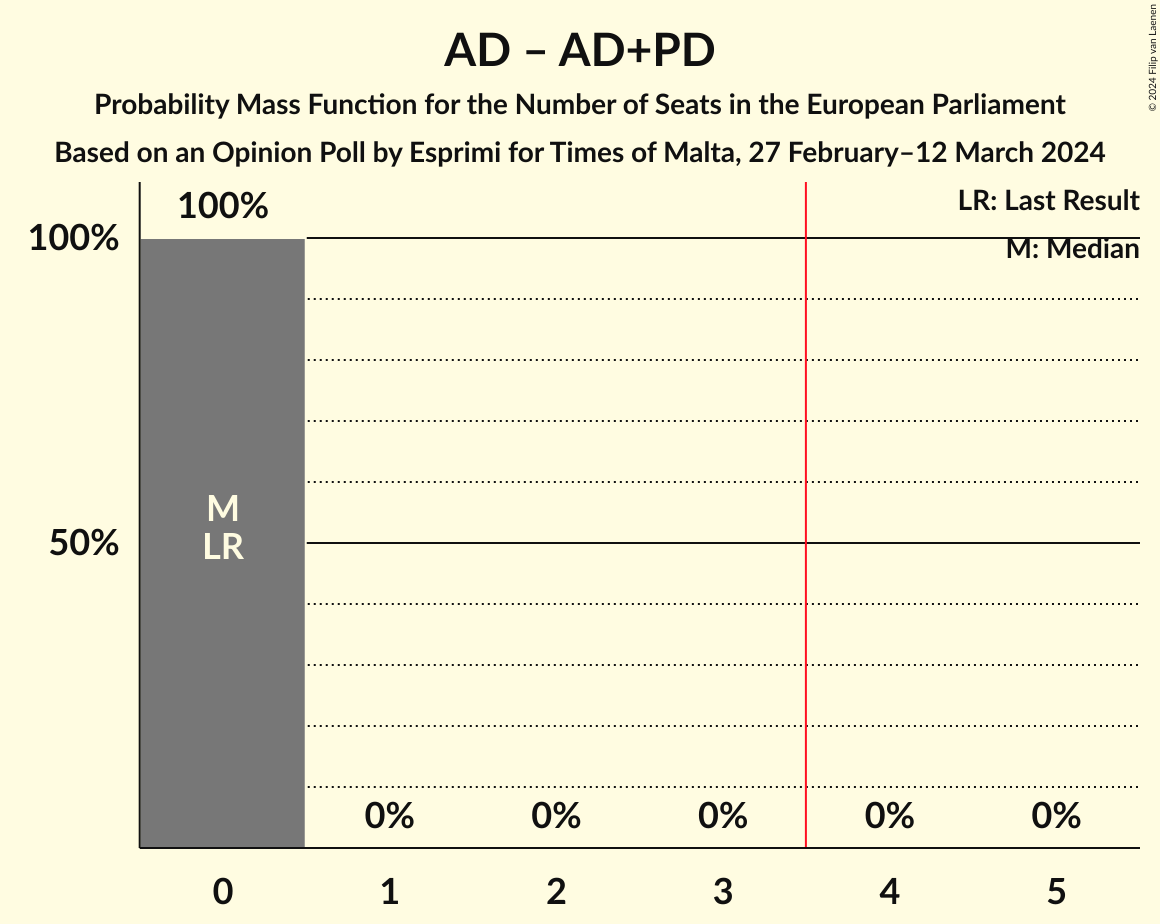 AD – AD+PD
Probability Mass Function for the Number of Seats in the European Parliament
Based on an Opinion Poll by Esprimi for Times of Malta, 27 February–12 March 2024
© 2024 Filip van Laenen
LR: Last Result
M: Median
100%
100%
50%
M
LR
0% 0% 0% 0% 0%
0 1 2 3 4 5